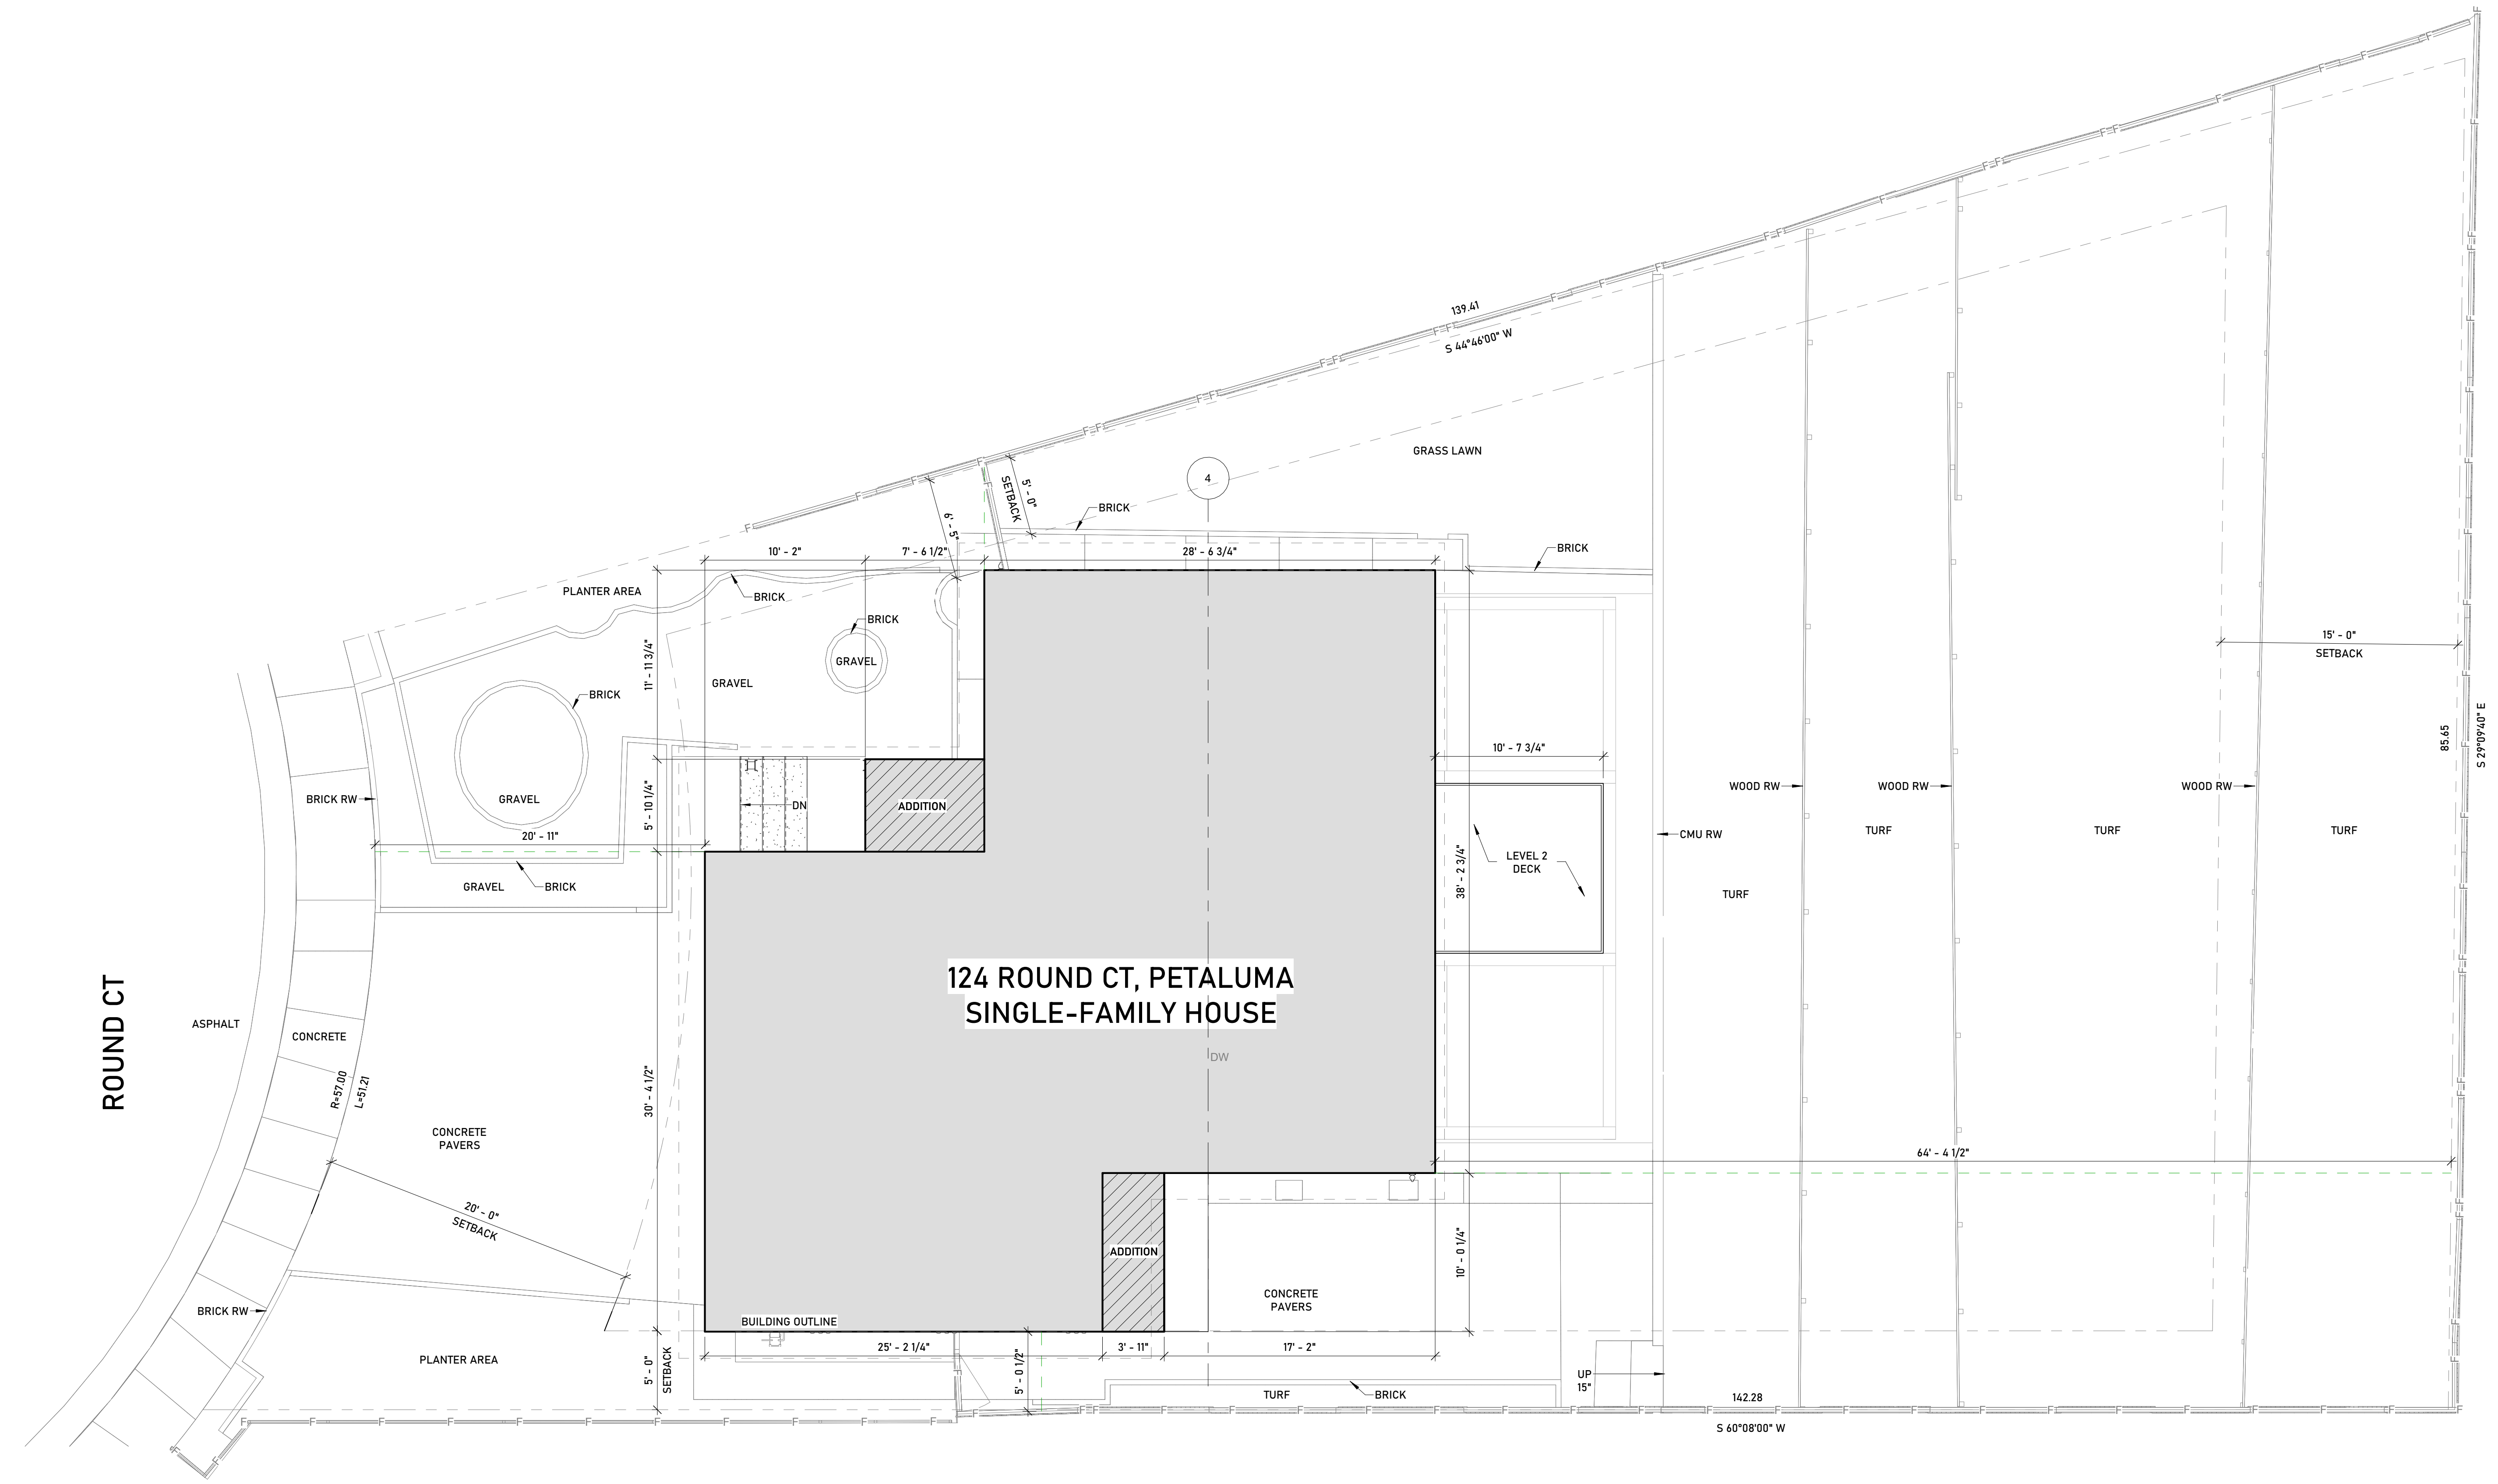 139.41
S 44°46'00" W
GRASS LAWN
4
5' - 0"
SETBACK
6' - 5"
BRICK
BRICK
10' - 2"
7' - 6 1/2"
28' - 6 3/4"
PLANTER AREA
BRICK
BRICK
GRAVEL
GRAVEL
11' - 11 3/4"
BRICK
GRAVEL
BRICK RW
20' - 11"
GRAVEL
BRICK
5' - 10 1/4"
DN
ADDITION
10' - 7 3/4"
LEVEL 2
DECK
38' - 2 3/4"
CMU RW
TURF
WOOD RW
TURF
WOOD RW
TURF
WOOD RW
TURF
15' - 0"
SETBACK
85.65
S 29°09'40" E
124 ROUND CT, PETALUMA
SINGLE-FAMILY HOUSE
DW
ROUND CT
ASPHALT
CONCRETE
R=57.00
L=51.21
CONCRETE
PAVERS
30' - 4 1/2"
20' - 0"
SETBACK
64' - 4 1/2"
ADDITION
10' - 0 1/4"
CONCRETE
PAVERS
BRICK RW
BUILDING OUTLINE
PLANTER AREA
5' - 0"
SETBACK
25' - 2 1/4"
3' - 11"
17' - 2"
5' - 0 1/2"
TURF
BRICK
UP
15"
142.28
S 60°08'00" W